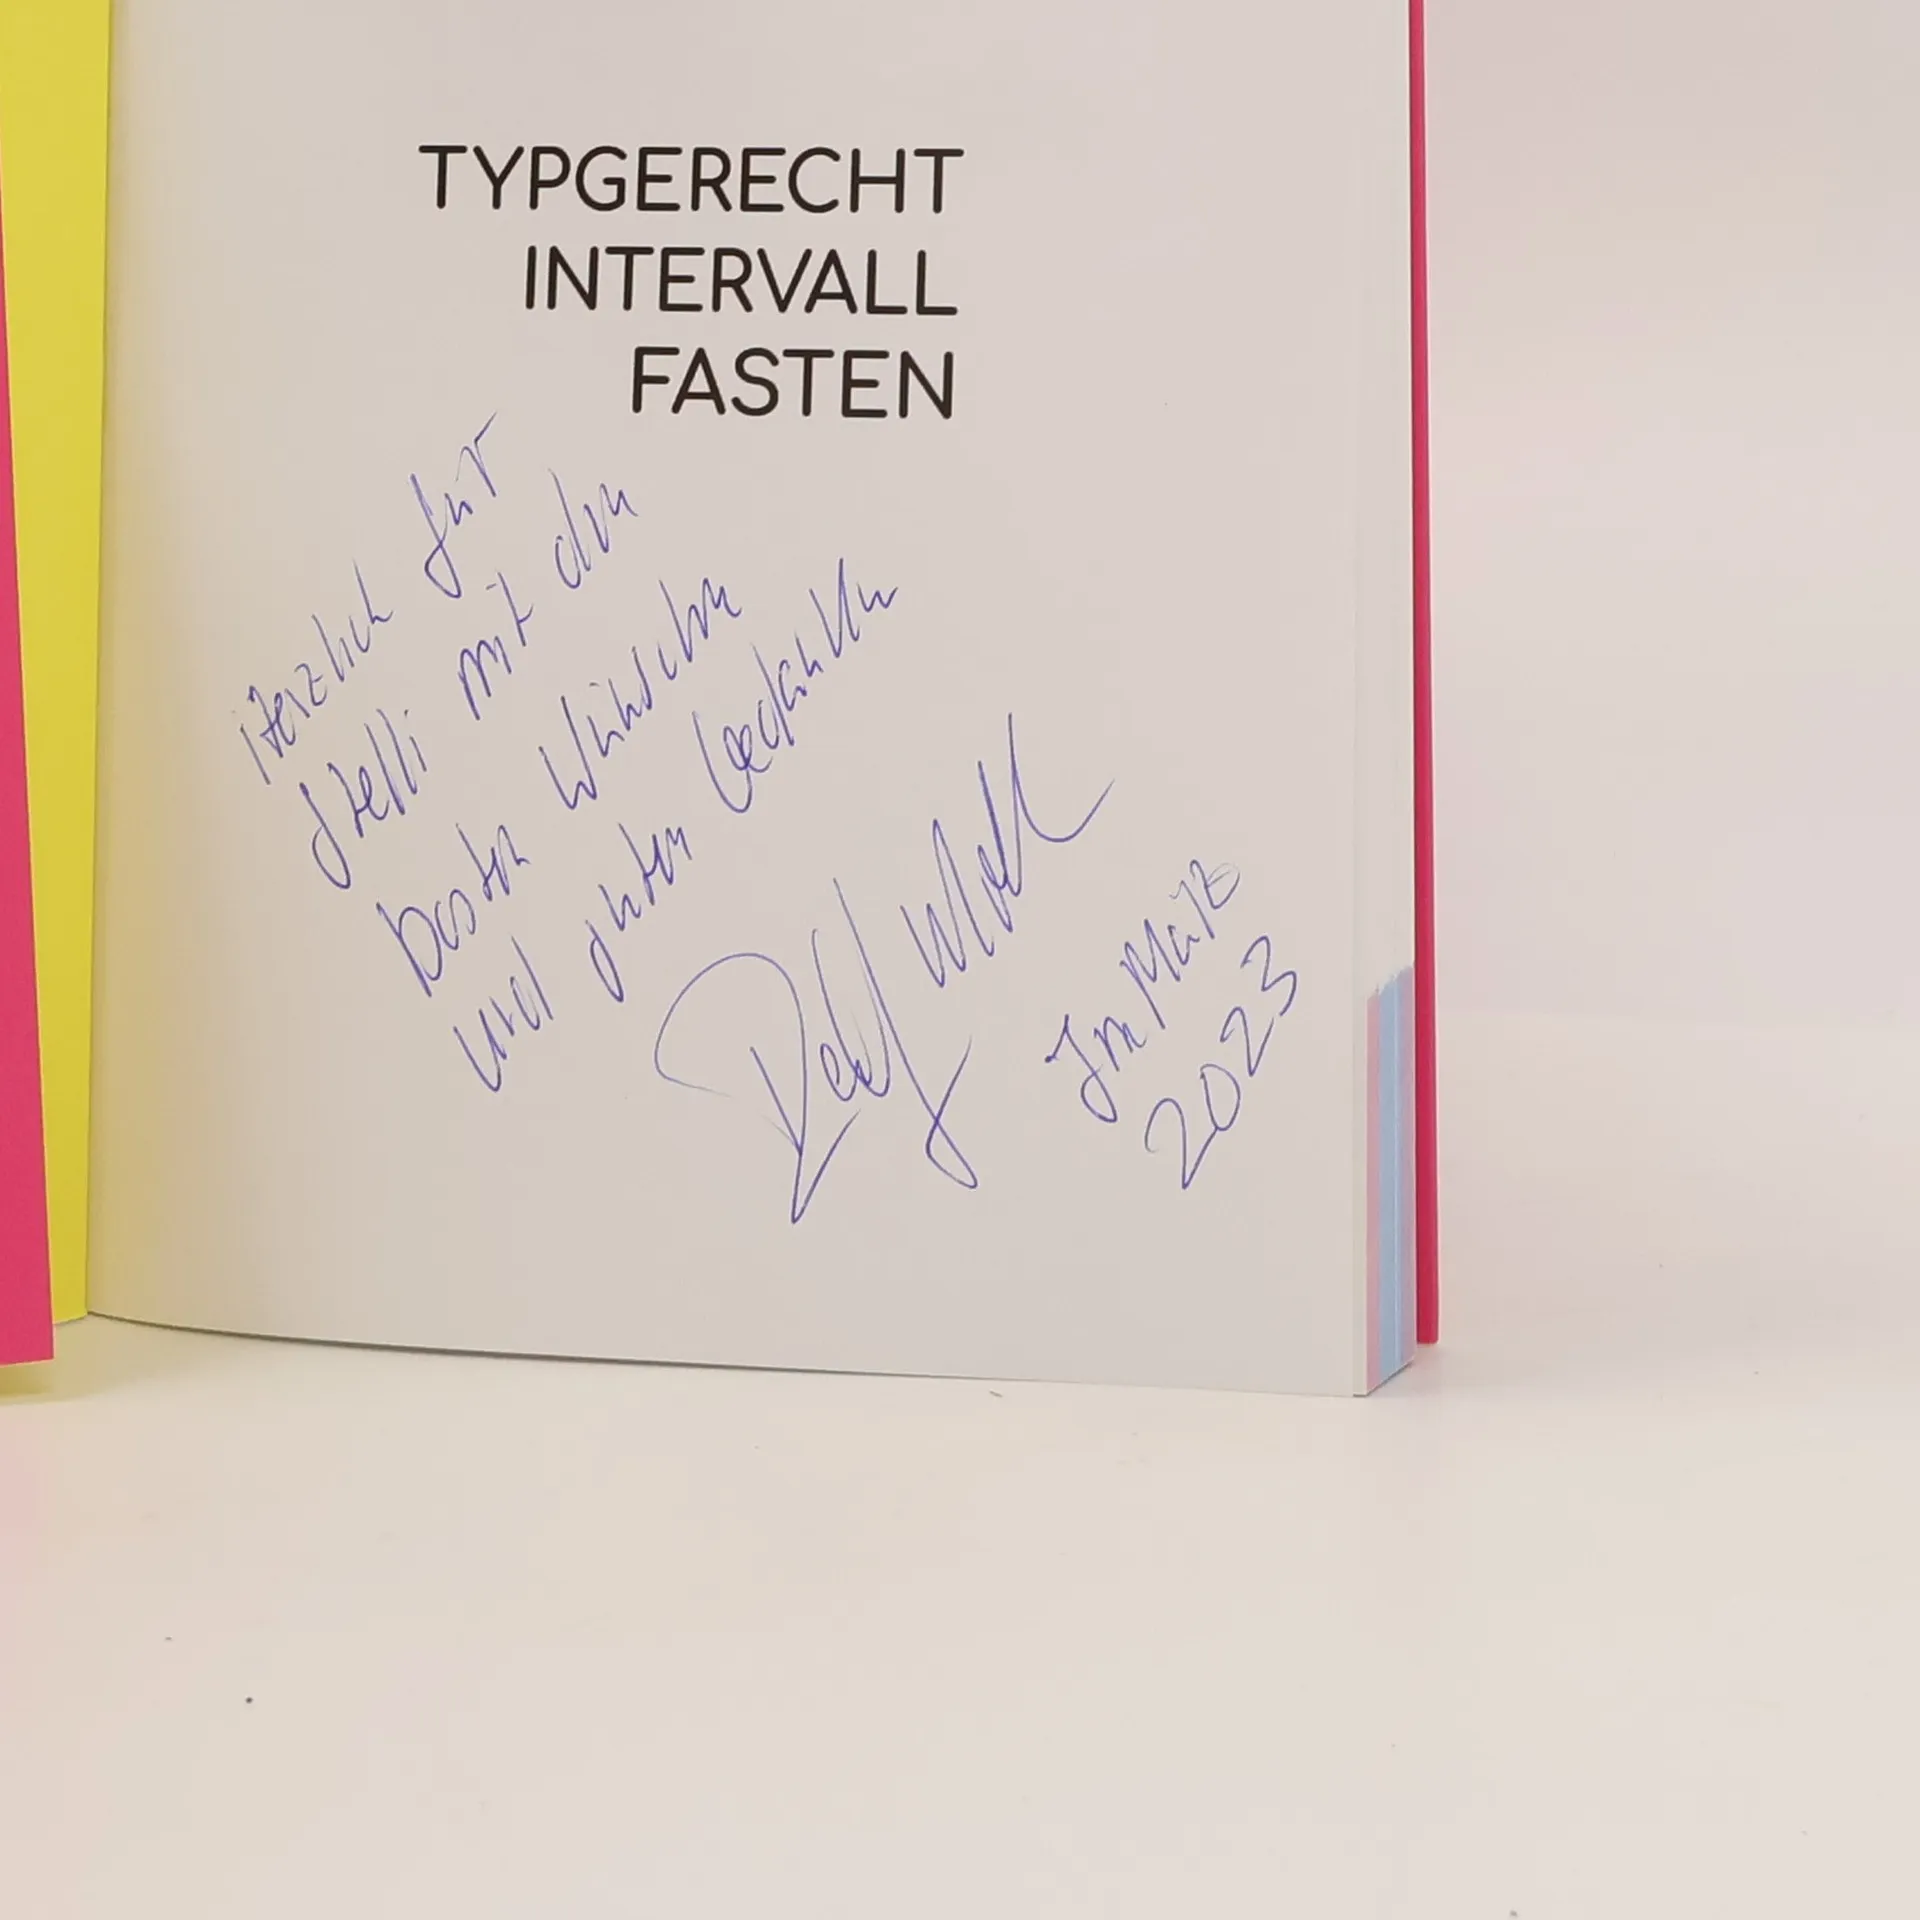 TYPGERECHT
INTERVALL
FASTEN
Herzlich für
Stelli mit den
besten Wünschen
und guten Gedanken
Im März
2023